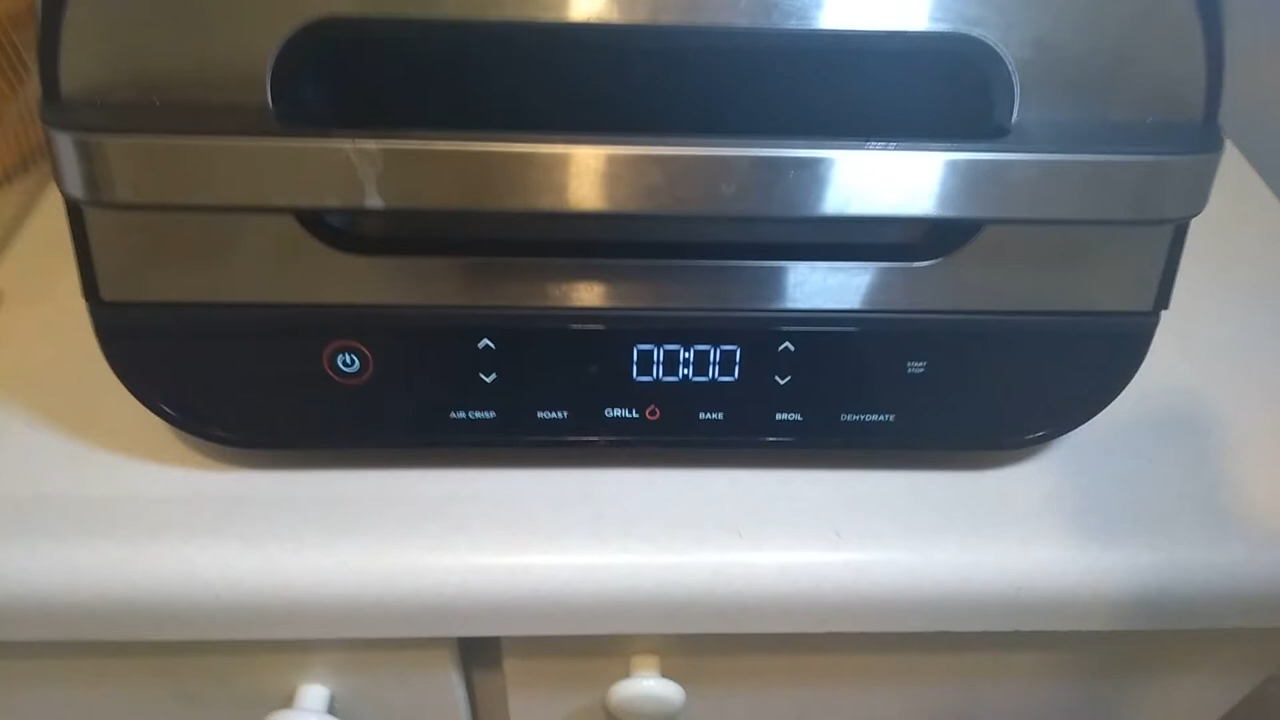 00:00
START
STOP
AIR CRISP ROAST GRILL BAKE BROIL DEHYDRATE